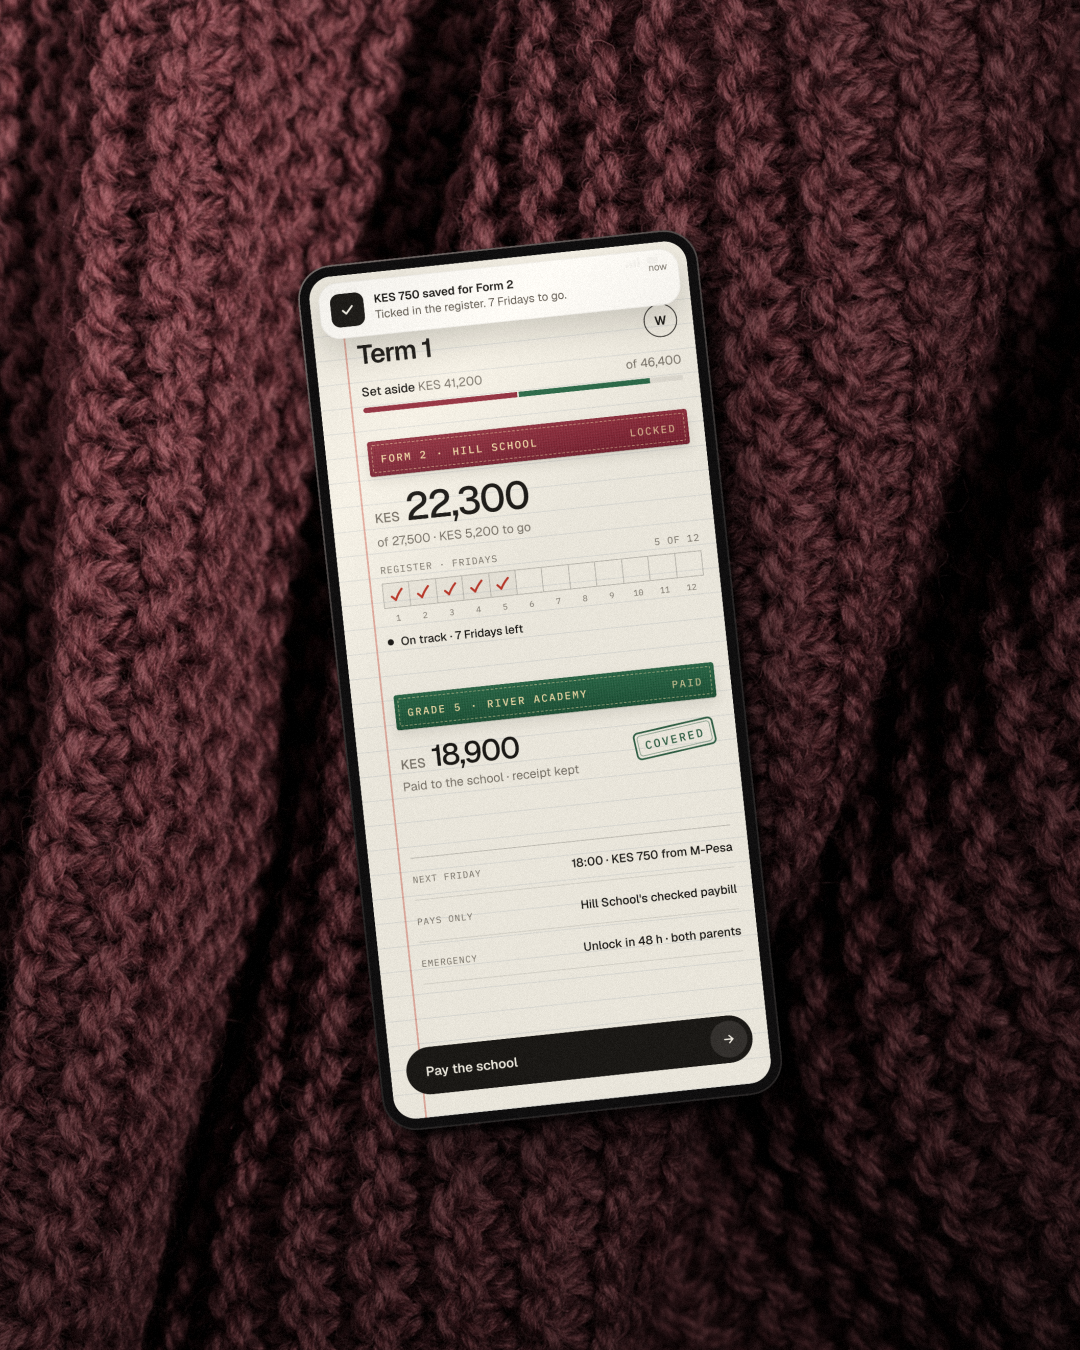 KES 750 saved for Form 2
now
Ticked in the register. 7 Fridays to go.
W
Term 1
Set aside KES 41,200
of 46,400
FORM 2 · HILL SCHOOL
LOCKED
KES 22,300
of 27,500 · KES 5,200 to go
REGISTER · FRIDAYS
5 OF 12
1 2 3 4 5 6 7 8 9 10 11 12
On track · 7 Fridays left
GRADE 5 · RIVER ACADEMY
PAID
KES 18,900
COVERED
Paid to the school · receipt kept
NEXT FRIDAY
18:00 · KES 750 from M-Pesa
PAYS ONLY
Hill School's checked paybill
EMERGENCY
Unlock in 48 h · both parents
Pay the school